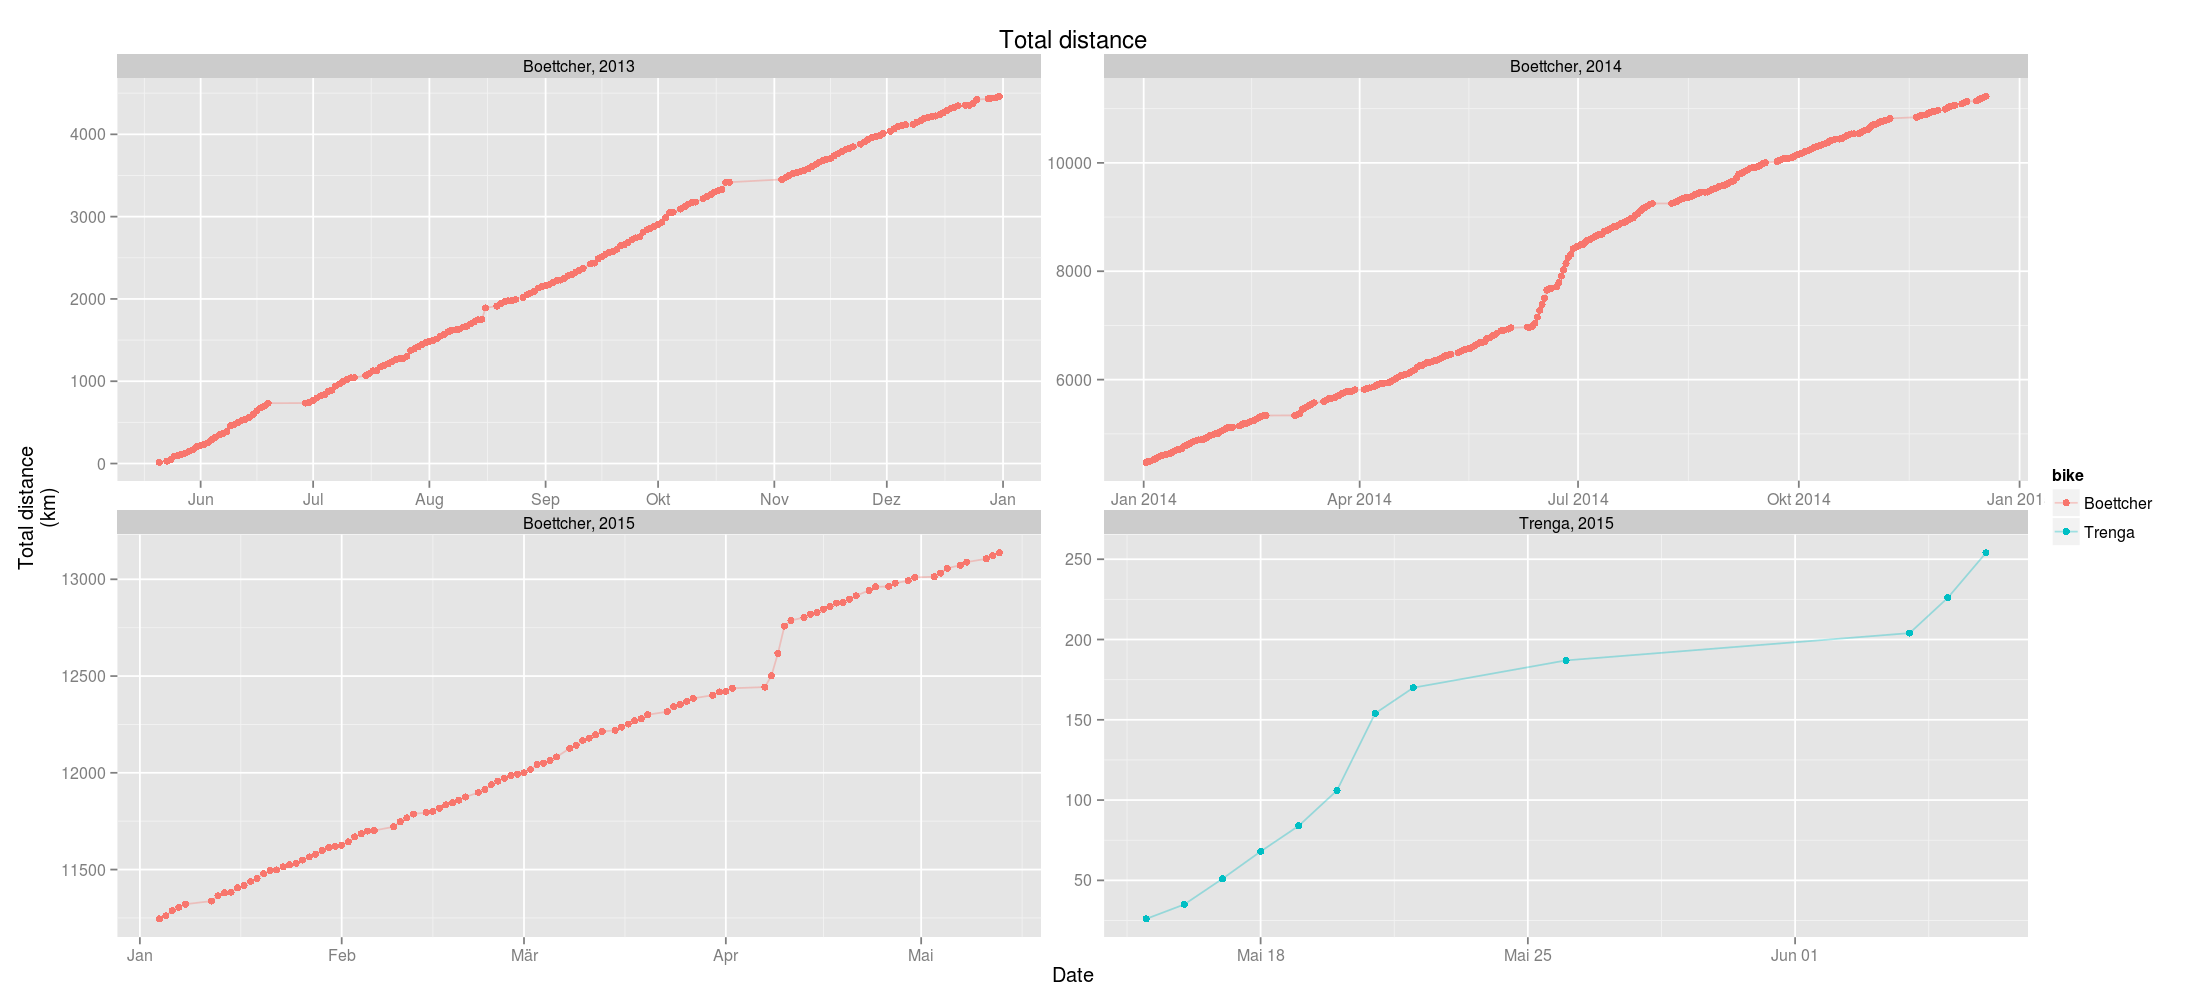 Total distance
Boettcher, 2013
4000
3000
2000
1000
0
Jun Jul Aug Sep Okt Nov Dez Jan
Boettcher, 2014
10000
8000
6000
Jan 2014 Apr 2014 Jul 2014 Okt 2014 Jan 201
Boettcher, 2015
13000
12500
12000
11500
Jan Feb Mär Apr Mai
Trenga, 2015
250
200
150
100
50
Mai 18 Mai 25 Jun 01
Total distance
(km)
Date
bike
Boettcher
Trenga